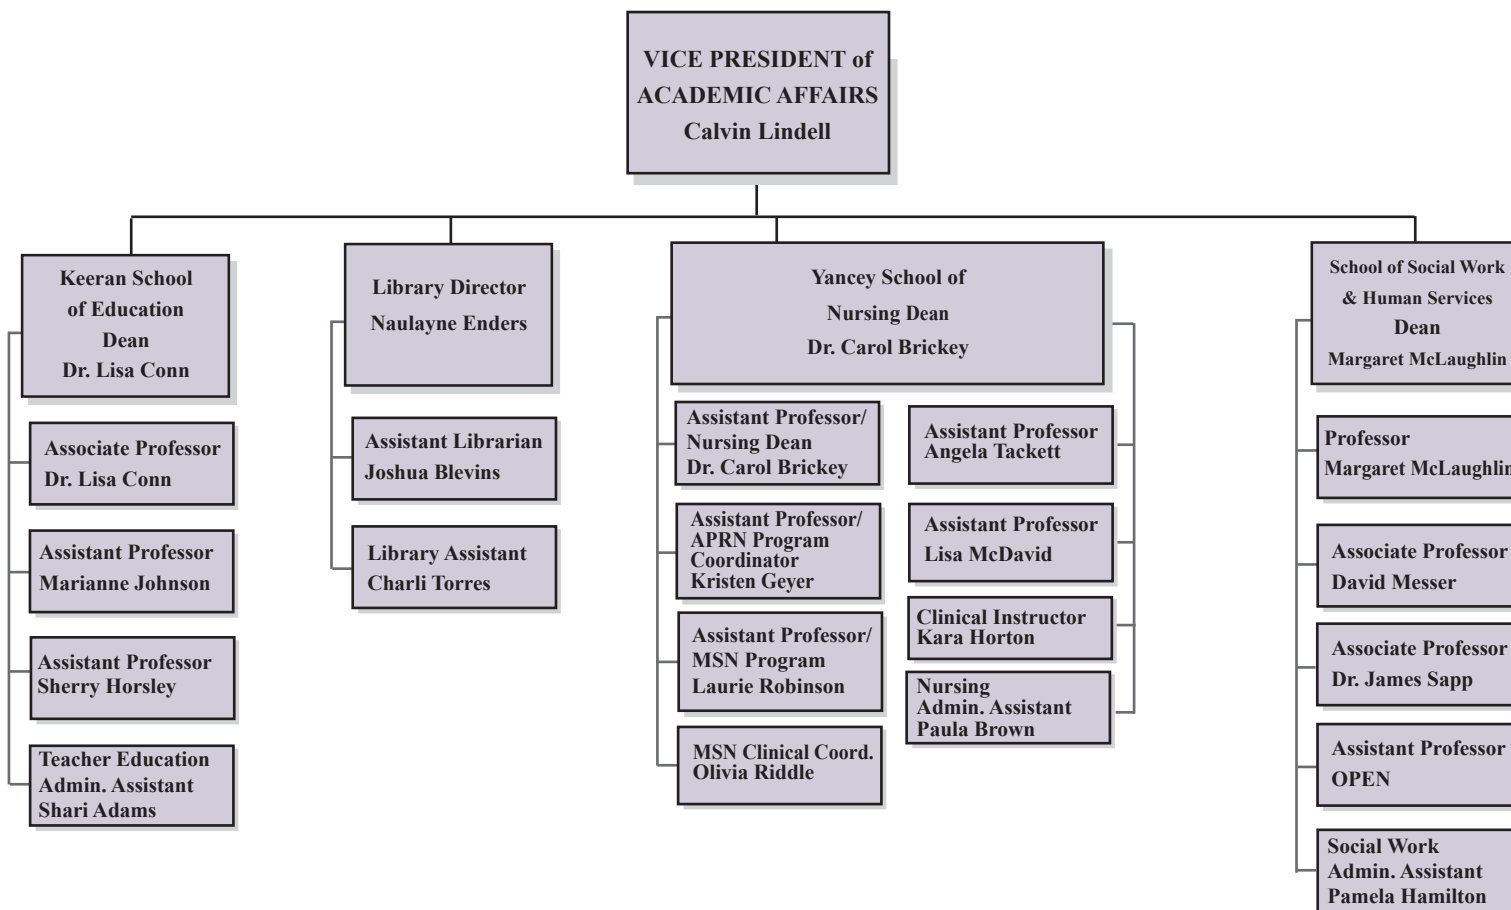 VICE PRESIDENT of
ACADEMIC AFFAIRS
Calvin Lindell
Keeran School
of Education
Dean
Dr. Lisa Conn
Associate Professor
Dr. Lisa Conn
Assistant Professor
Marianne Johnson
Assistant Professor
Sherry Horsley
Teacher Education
Admin. Assistant
Shari Adams
Library Director
Naulayne Enders
Assistant Librarian
Joshua Blevins
Library Assistant
Charli Torres
Yancey School of
Nursing Dean
Dr. Carol Brickey
Assistant Professor/
Nursing Dean
Dr. Carol Brickey
Assistant Professor/
APRN Program
Coordinator
Kristen Geyer
Assistant Professor/
MSN Program
Laurie Robinson
MSN Clinical Coord.
Olivia Riddle
Assistant Professor
Angela Tackett
Assistant Professor
Lisa McDavid
Clinical Instructor
Kara Horton
Nursing
Admin. Assistant
Paula Brown
School of Social Work
& Human Services
Dean
Margaret McLaughlin
Professor
Margaret McLaughlin
Associate Professor
David Messer
Associate Professor
Dr. James Sapp
Assistant Professor
OPEN
Social Work
Admin. Assistant
Pamela Hamilton